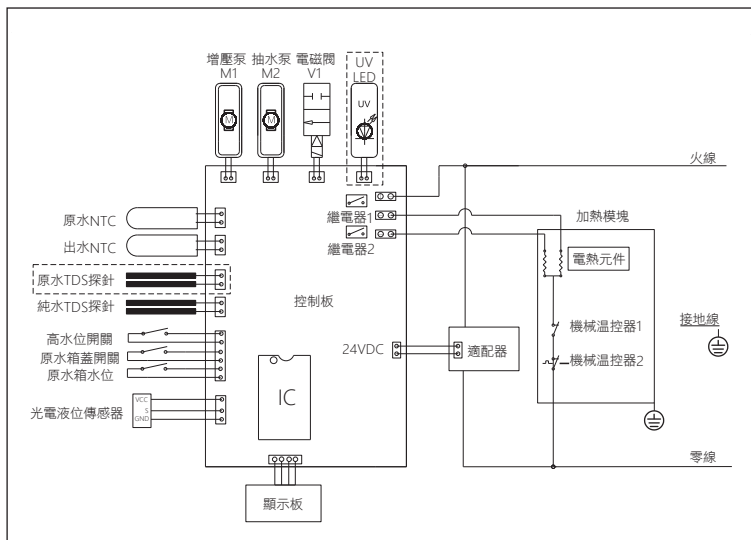 增壓泵
M1
抽水泵
M2
電磁閥
V1
UV
LED
M
M
UV
火線
原水NTC
繼電器1
加熱模塊
出水NTC
繼電器2
電熱元件
原水TDS探針
控制板
純水TDS探針
接地線
機械温控器1
高水位開關
24VDC
適配器
原水箱蓋開關
機械温控器2
原水箱水位
IC
VCC
光電液位傳感器
S
GND
零線
顯示板